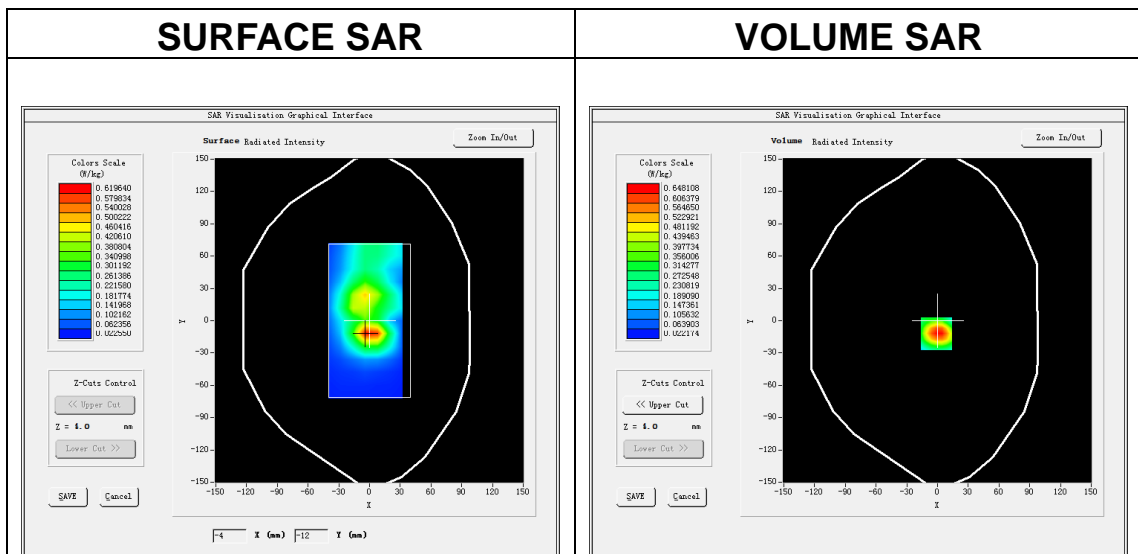 SURFACE SAR
VOLUME SAR
SAR Visualisation Graphical Interface
Surface Radiated Intensity
Zoom In/Out
Colors Scale
(W/kg)
0.619640
0.579834
0.540028
0.500222
0.460416
0.420610
0.380804
0.340998
0.301192
0.261386
0.221580
0.181774
0.141968
0.102162
0.062356
0.022550
150
120
90
60
30
0
-30
-60
-90
-120
-150
Y
-150 -120 -90 -60 -30 0 30 60 90 120 150
X
Z-Cuts Control
<< Upper Cut
Z = 4.0 mm
Lower Cut >>
SAVE Cancel
-4 X (mm) -12 Y (mm)
SAR Visualisation Graphical Interface
Volume Radiated Intensity
Zoom In/Out
Colors Scale
(W/kg)
0.648108
0.606379
0.564650
0.522921
0.481192
0.439463
0.397734
0.356006
0.314277
0.272548
0.230819
0.189090
0.147361
0.105632
0.063903
0.022174
150
120
90
60
30
0
-30
-60
-90
-120
-150
Y
-150 -120 -90 -60 -30 0 30 60 90 120 150
X
Z-Cuts Control
<< Upper Cut
Z = 4.0 mm
Lower Cut >>
SAVE Cancel